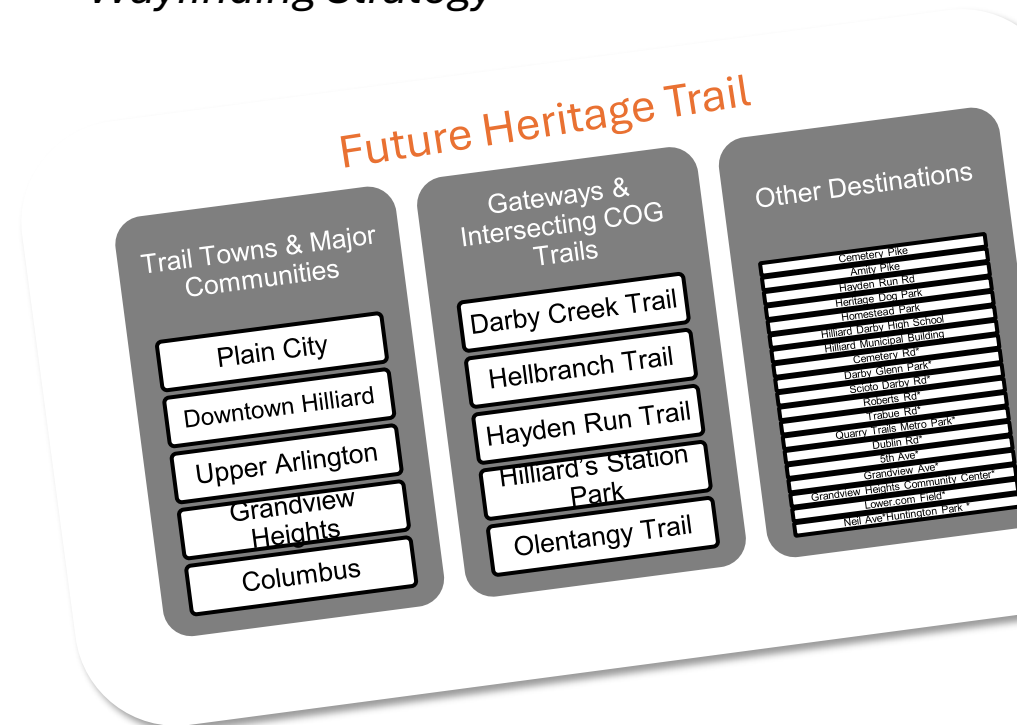 Wayfinding Strategy
Future Heritage Trail
Trail Towns & Major
Communities
Plain City
Downtown Hilliard
Upper Arlington
Grandview
Heights
Columbus
Gateways &
Intersecting COG
Trails
Darby Creek Trail
Hellbranch Trail
Hayden Run Trail
Hilliard’s Station
Park
Olentangy Trail
Other Destinations
Cemetery Pike
Amity Pike
Hayden Run Rd
Heritage Dog Park
Homestead Park
Hilliard Darby High School
Hilliard Municipal Building
Cemetery Rd*
Darby Glenn Park*
Scioto Darby Rd*
Roberts Rd*
Trabue Rd*
Quarry Trails Metro Park*
Dublin Rd*
5th Ave*
Grandview Ave*
Grandview Heights Community Center*
Lower.com Field*
Neil Ave*Huntington Park *